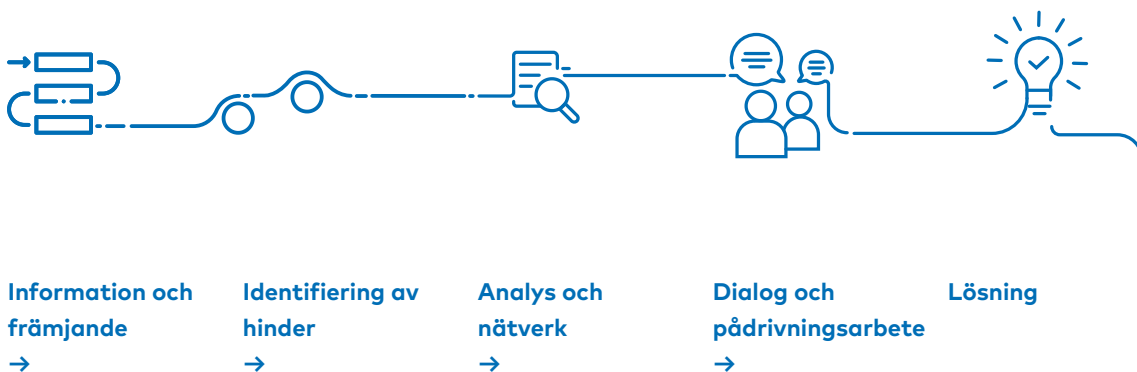 Information och
främjande
→
Identifiering av
hinder
→
Analys och
nätverk
→
Dialog och
pådrivningsarbete
→
Lösning